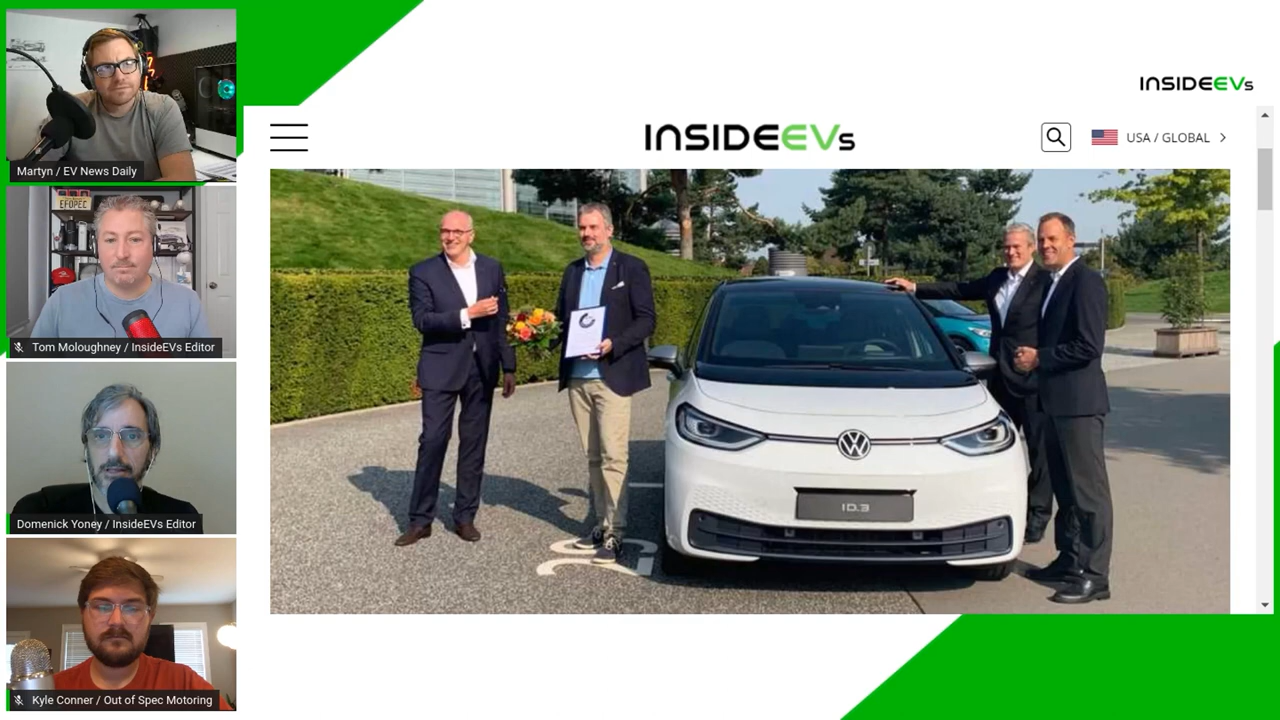 EFOPEC
Martyn / EV News Daily
Tom Moloughney / InsideEVs Editor
Domenick Yoney / InsideEVs Editor
Kyle Conner / Out of Spec Motoring
INSIDEEVs
INSIDEEVs
USA / GLOBAL
ID.3